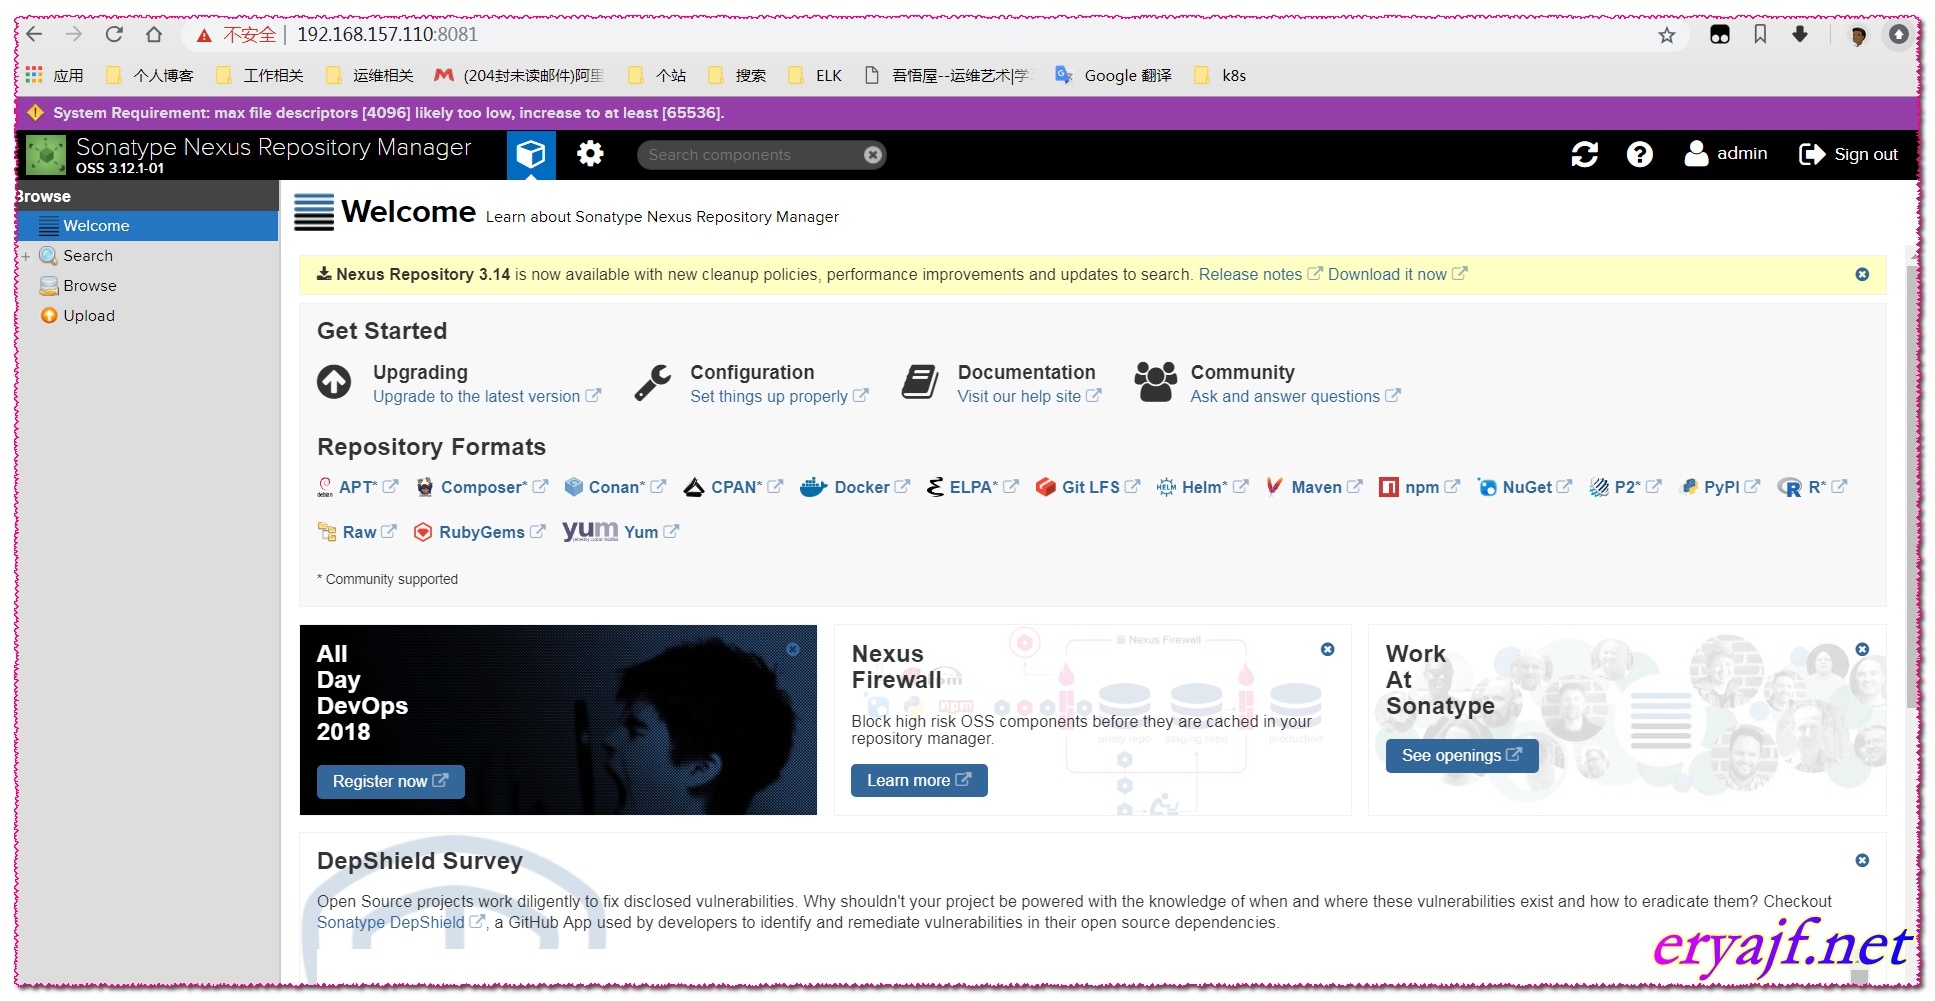 不安全 | 192.168.157.110:8081
应用 个人博客 工作相关 运维相关 (204封未读邮件)阿里 个站 搜索 ELK 吾悟屋--运维艺术|学 Google 翻译 k8s
System Requirement: max file descriptors [4096] likely too low, increase to at least [65536].
Sonatype Nexus Repository Manager
OSS 3.12.1-01
Search components
admin Sign out
Browse
Welcome
Search
Browse
Upload
Welcome Learn about Sonatype Nexus Repository Manager
Nexus Repository 3.14 is now available with new cleanup policies, performance improvements and updates to search. Release notes Download it now
Get Started
Upgrading
Upgrade to the latest version
Configuration
Set things up properly
Documentation
Visit our help site
Community
Ask and answer questions
Repository Formats
APT* Composer* Conan* CPAN* Docker ELPA* Git LFS Helm* Maven npm NuGet P2* PyPI R*
Raw RubyGems yum Yum
* Community supported
All
Day
DevOps
2018
Register now
Nexus
Firewall
Nexus Firewall
npm
Block high risk OSS components before they are cached in your
repository manager.
proxy repo staging repo production
Learn more
Work
At
Sonatype
See openings
DepShield Survey
Open Source projects work diligently to fix disclosed vulnerabilities. Why shouldn't your project be powered with the knowledge of when and where these vulnerabilities exist and how to eradicate them? Checkout
Sonatype DepShield , a GitHub App used by developers to identify and remediate vulnerabilities in their open source dependencies.
eryajf.net